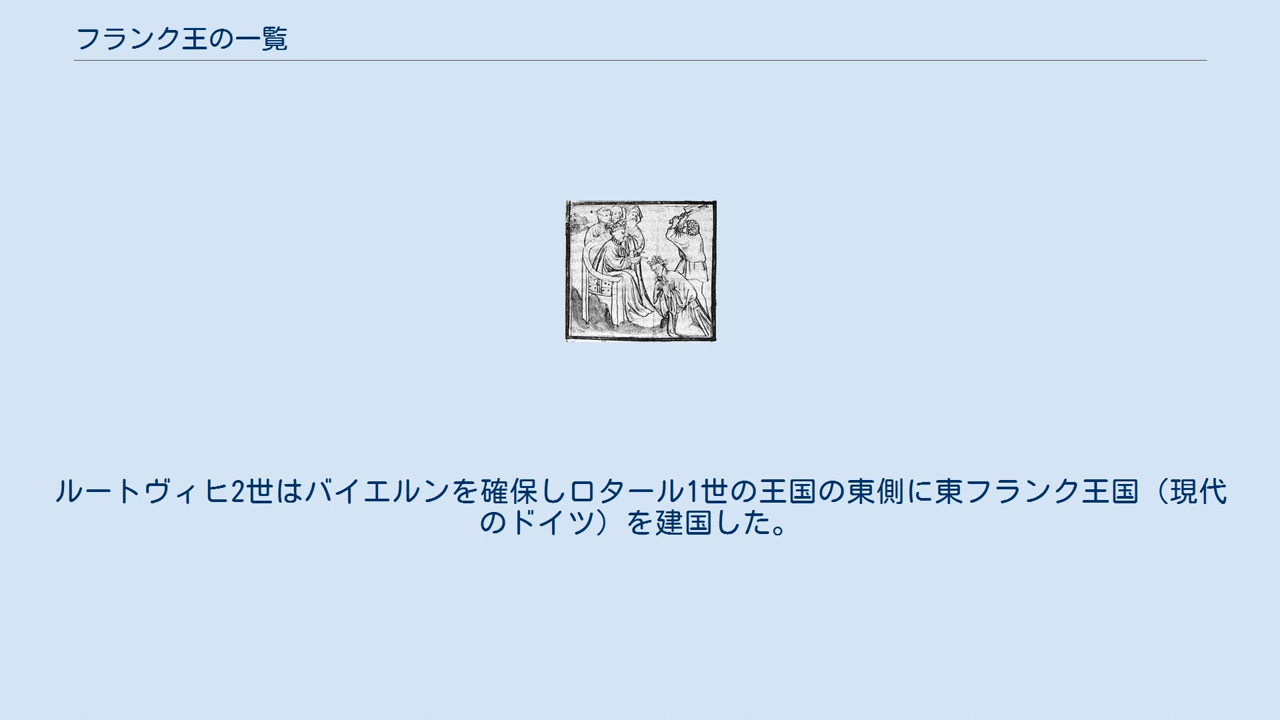 フランク王の一覧
ルートヴィヒ2世はバイエルンを確保しロタール1世の王国の東側に東フランク王国（現代
のドイツ）を建国した。